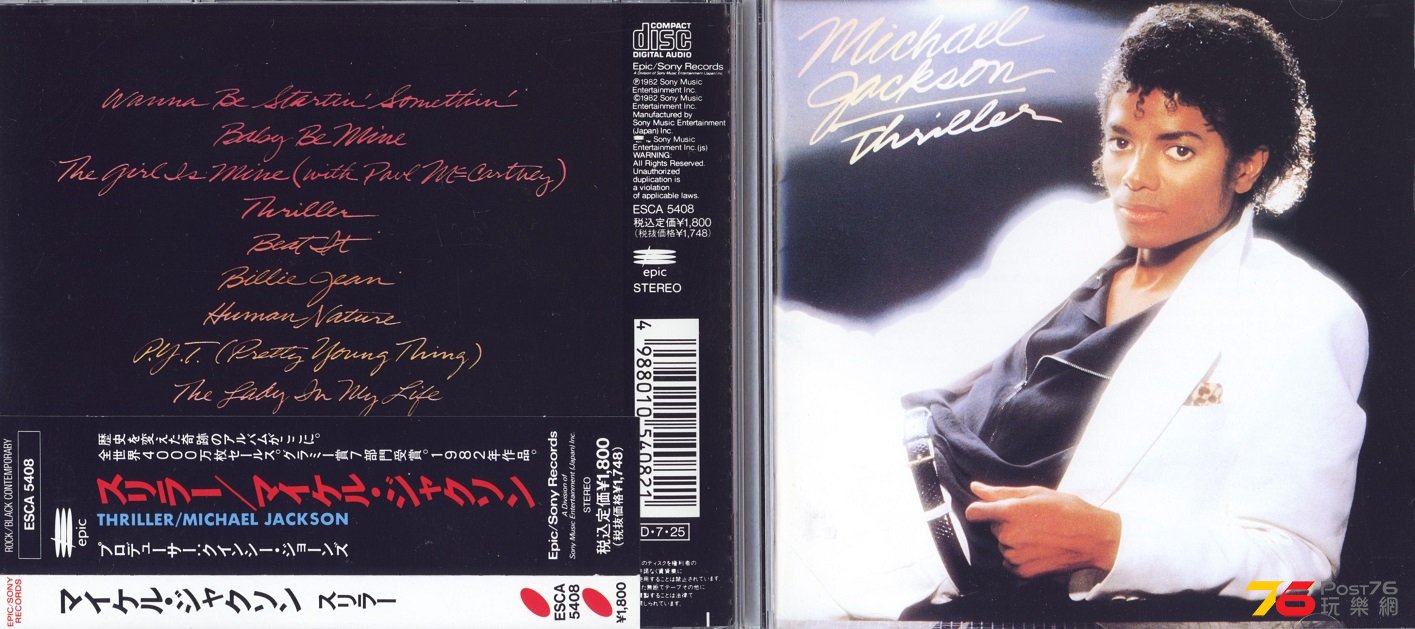 Wanna Be Startin' Somethin'
Baby Be Mine
The Girl Is Mine (with Paul McCartney)
Thriller
Beat It
Billie Jean
Human Nature
P.Y.T. (Pretty Young Thing)
The Lady In My Life
COMPACT
disc
DIGITAL AUDIO
Epic/Sony Records
A Division of Sony Music Entertainment (Japan) Inc.
℗1982 Sony Music
Entertainment Inc.
©1982 Sony Music
Entertainment Inc.
Manufactured by
Sony Music Entertainment
(Japan) Inc.
Sony Music
Entertainment Inc. (js)
WARNING:
All Rights Reserved.
Unauthorized
duplication is
a violation
of applicable laws.
ESCA 5408
税込定価¥1,800
(税抜価格¥1,748)
epic
STEREO
4 988010 540821
D・7・25
ROCK/BLACK CONTEMPORARY
ESCA 5408
epic
歴史を変えた奇跡のアルバムがここに。
全世界4000万枚セールス。グラミー賞7部門受賞。1982年作品。
スリラー/マイケル・ジャクソン
THRILLER/MICHAEL JACKSON
プロデューサー:クインシー・ジョーンズ
Epic/Sony Records
A Division of
Sony Music Entertainment (Japan) Inc.
STEREO
税込定価¥1,800
(税抜価格¥1,748)
EPIC/SONY
RECORDS
マイケル・ジャクソン スリラー
ESCA
5408
¥1,800
Michael
Jackson
Thriller
76 Post76
玩樂網